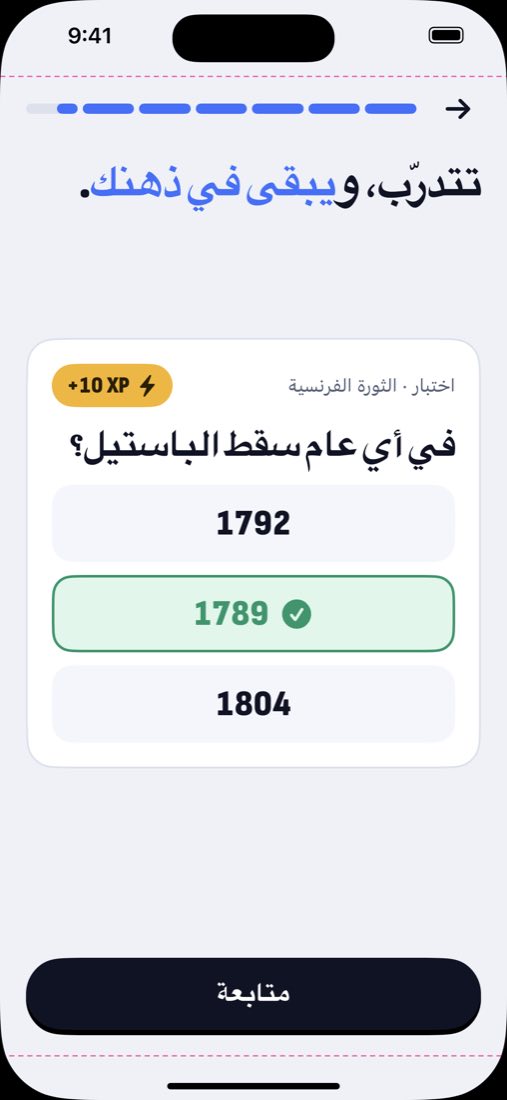 9:41
تتدرّب، ويبقى في ذهنك.
اختبار · الثورة الفرنسية
+10 XP
في أي عام سقط الباستيل؟
1792
1789
1804
متابعة